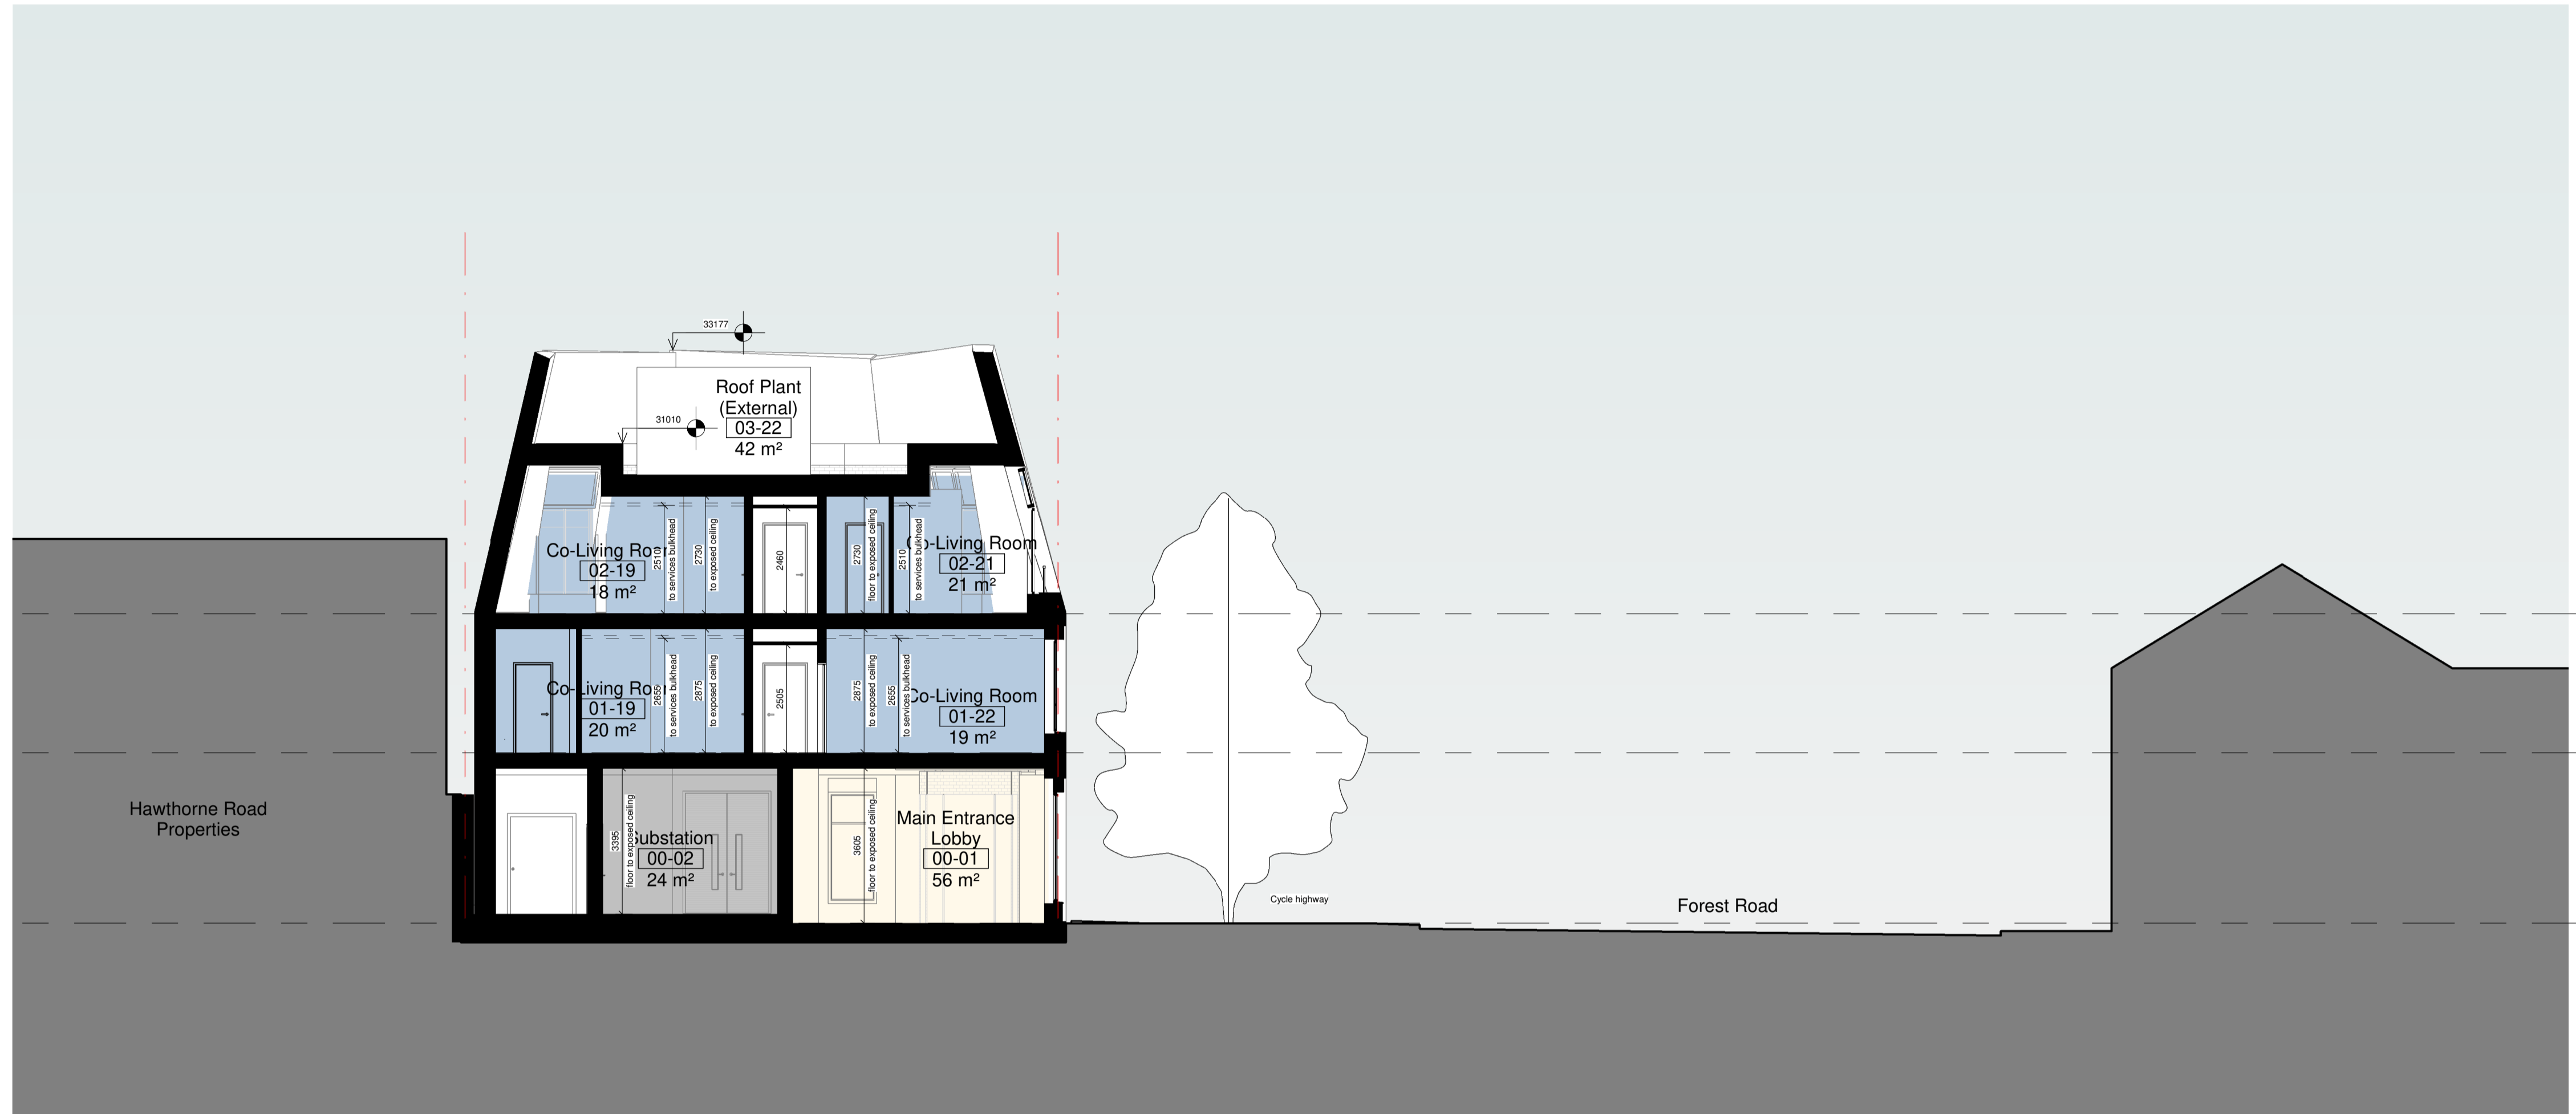 33177
Roof Plant
(External)
03-22
42 m²
31010
Co-Living Room
02-19
18 m²
2510
to services bulkhead
2730
to exposed ceiling
2460
2730
floor to exposed ceiling
2510
to services bulkhead
Co-Living Room
02-21
21 m²
Co-Living Room
01-19
20 m²
2655
to services bulkhead
2875
to exposed ceiling
2505
2875
to exposed ceiling
2655
to services bulkhead
Co-Living Room
01-22
19 m²
Hawthorne Road
Properties
3395
floor to exposed ceiling
Substation
00-02
24 m²
3605
floor to exposed ceiling
Main Entrance
Lobby
00-01
56 m²
Cycle highway
Forest Road